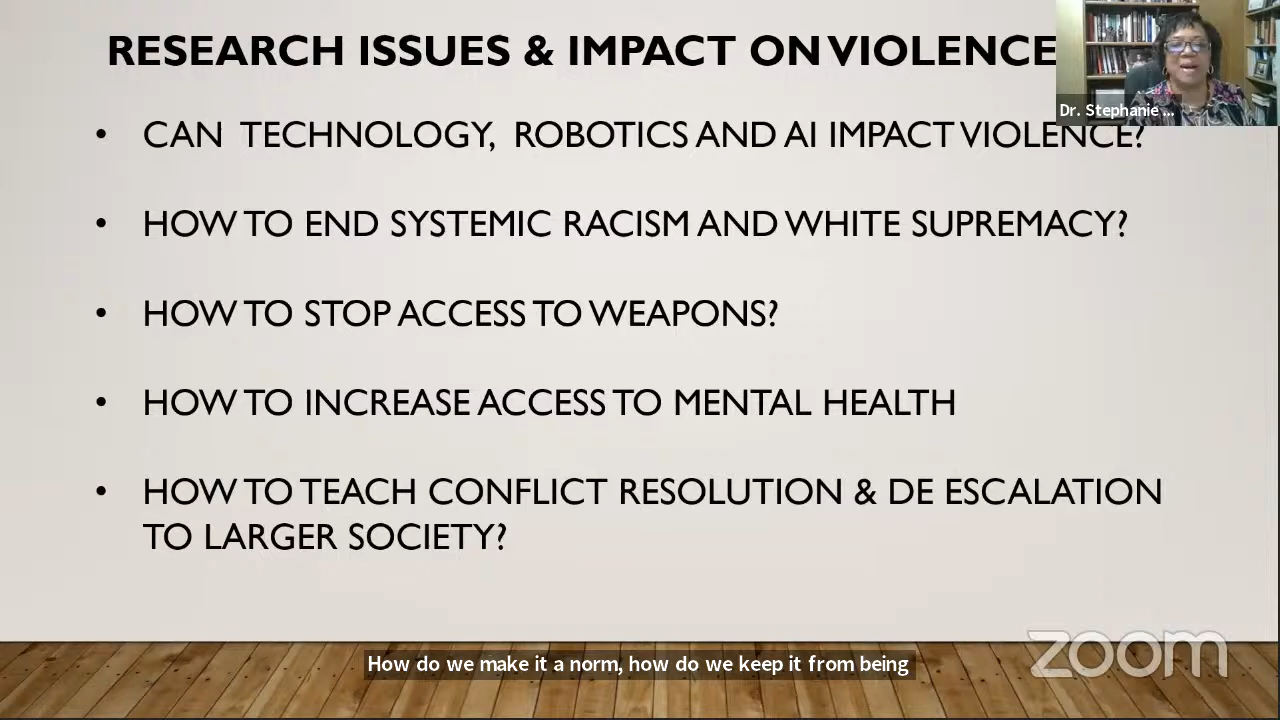 RESEARCH ISSUES & IMPACT ON VIOLENCE
Dr. Stephanie ...
• CAN TECHNOLOGY, ROBOTICS AND AI IMPACT VIOLENCE?
• HOW TO END SYSTEMIC RACISM AND WHITE SUPREMACY?
• HOW TO STOP ACCESS TO WEAPONS?
• HOW TO INCREASE ACCESS TO MENTAL HEALTH
• HOW TO TEACH CONFLICT RESOLUTION & DE ESCALATION
TO LARGER SOCIETY?
How do we make it a norm, how do we keep it from being
zoom